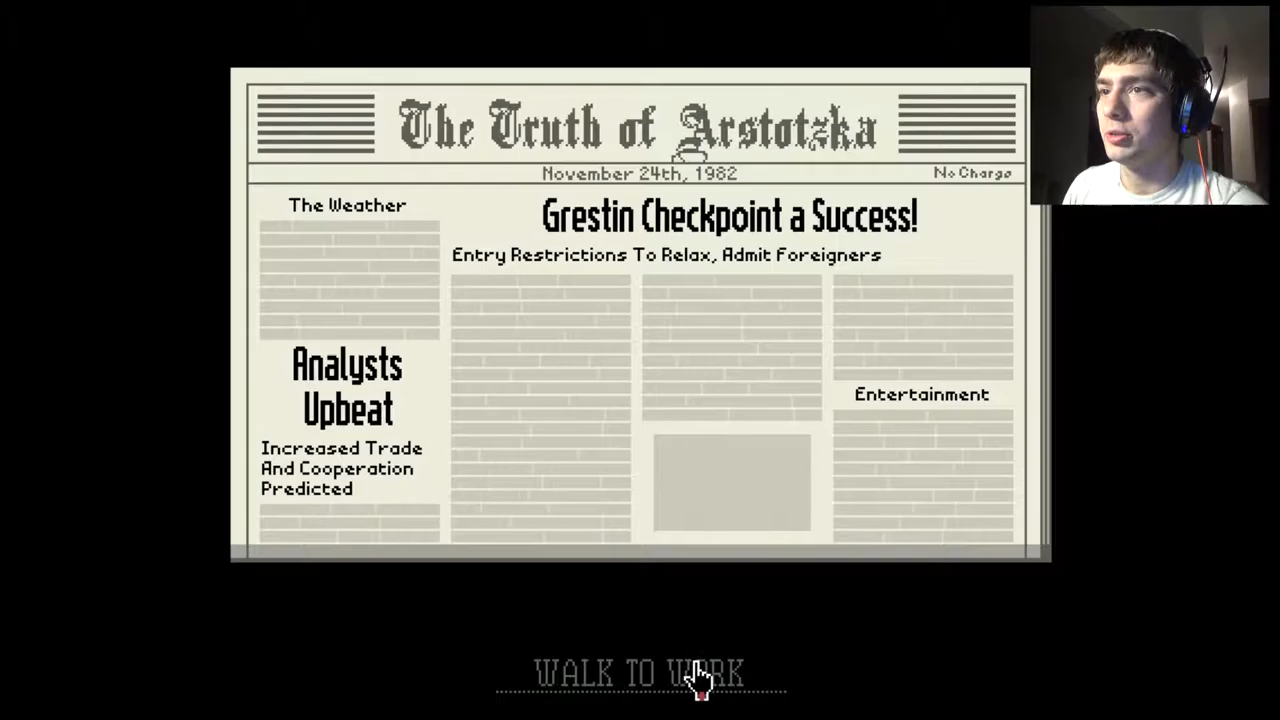 The Truth of Arstotzka
November 24th, 1982
No Charge
The Weather
Grestin Checkpoint a Success!
Entry Restrictions To Relax, Admit Foreigners
Analysts
Upbeat
Increased Trade
And Cooperation
Predicted
Entertainment
WALK TO WORK